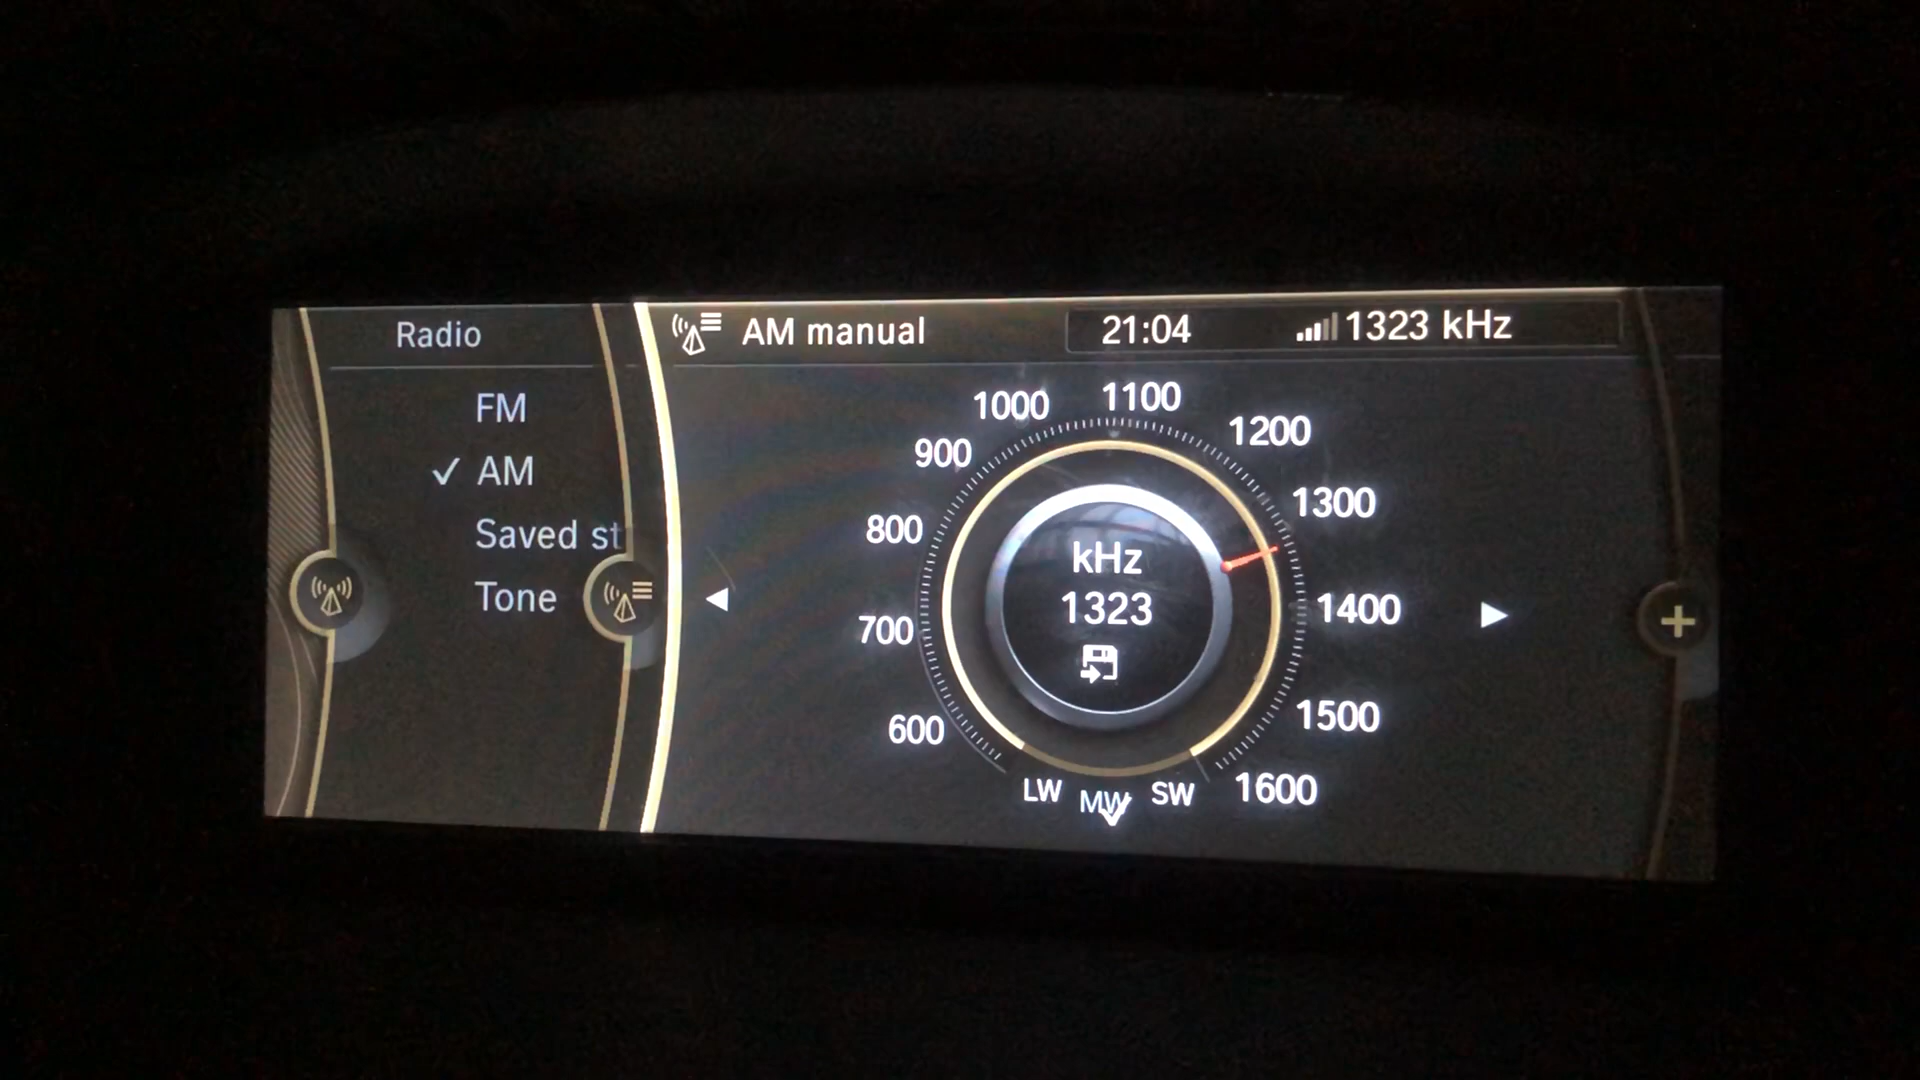 Radio
AM manual
21:04
1323 kHz
FM
✓ AM
Saved st
Tone
600
700
800
900
1000
1100
1200
1300
1400
1500
1600
kHz
1323
LW
MW
SW